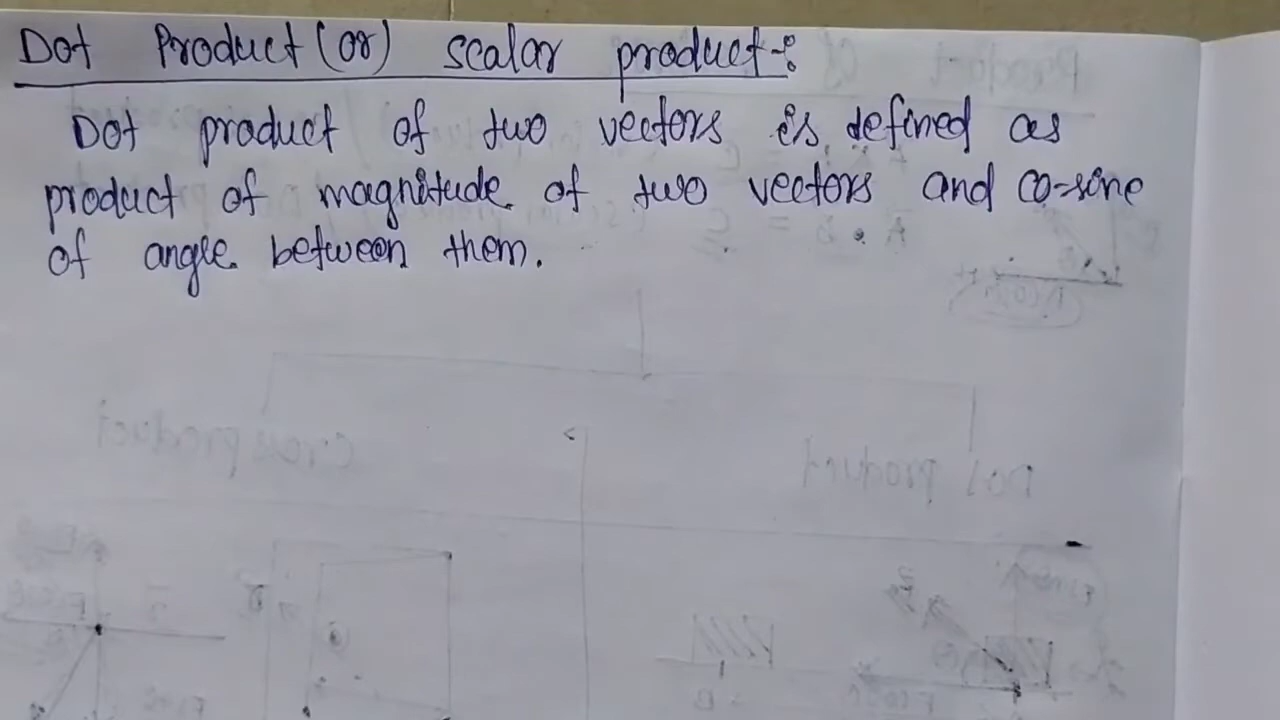 Dot Product (or) scalar product :-
Dot product of two vectors is defined as
product of magnitude of two vectors and co-sine
of angle between them.